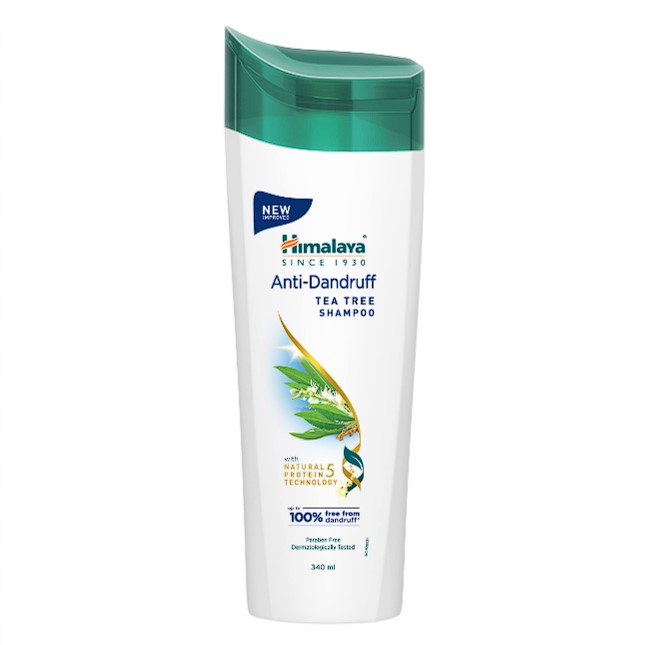 NEW
IMPROVED
Himalaya®
SINCE 1930
Anti-Dandruff
TEA TREE
SHAMPOO
with
NATURAL
PROTEIN 5
TECHNOLOGY
up to
100% free from
dandruff*
Paraben Free
Dermatologically Tested
340 ml